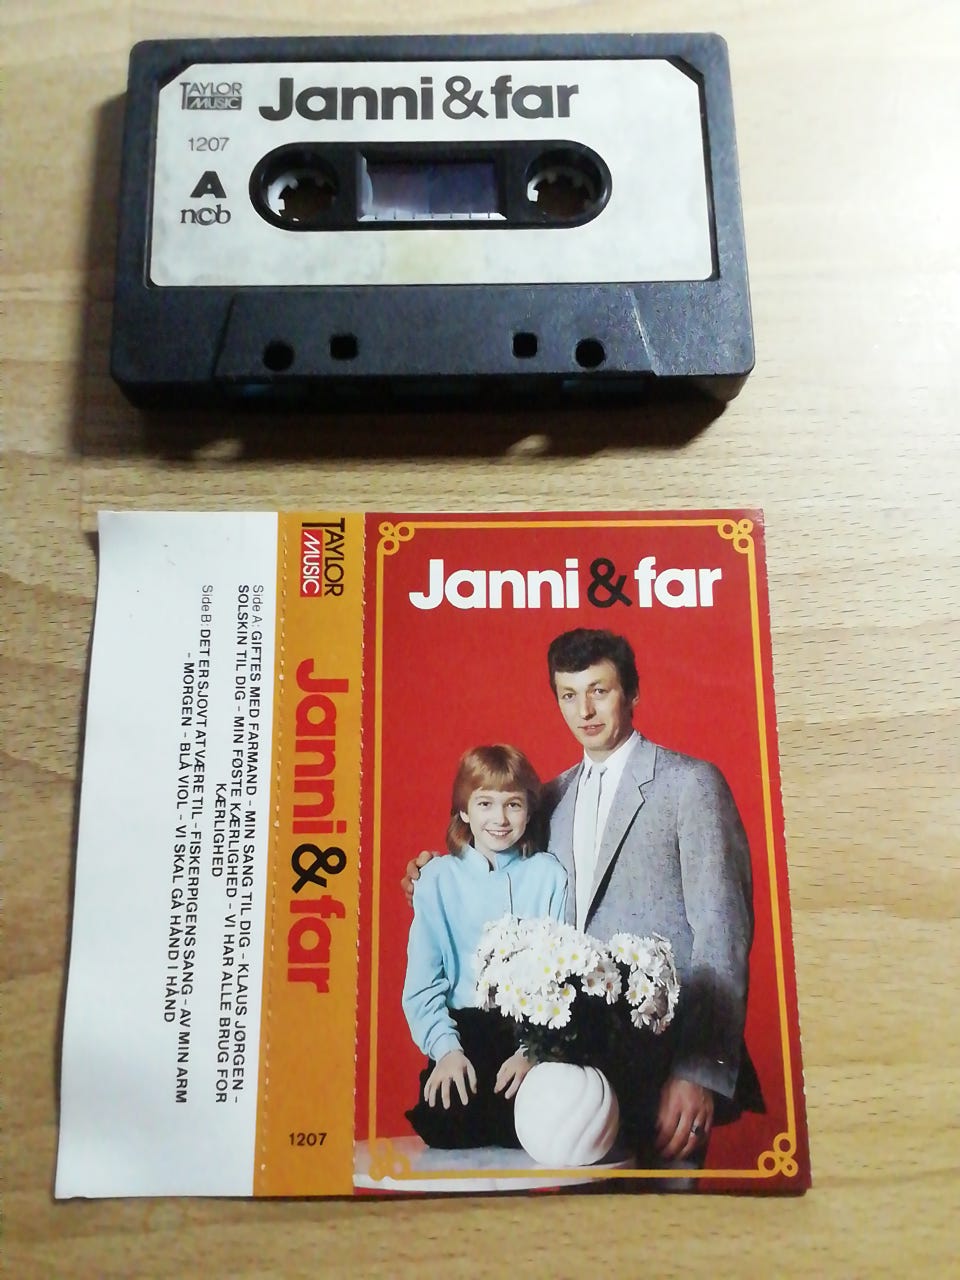 TAYLOR
MUSIC
Janni & far
1207
A
ncb
Janni & far
TAYLOR
MUSIC
Janni & far
1207
Side A: GIFTES MED FARMAND - MIN SANG TIL DIG - KLAUS JØRGEN -
SOLSKIN TIL DIG - MIN FØSTE KÆRLIGHED - VI HAR ALLE BRUG FOR
KÆRLIGHED
Side B: DET ER SJOVT AT VÆRE TIL - FISKERPIGENS SANG - AV MIN ARM
- MORGEN - BLÅ VIOL - VI SKAL GÅ HÅND I HÅND